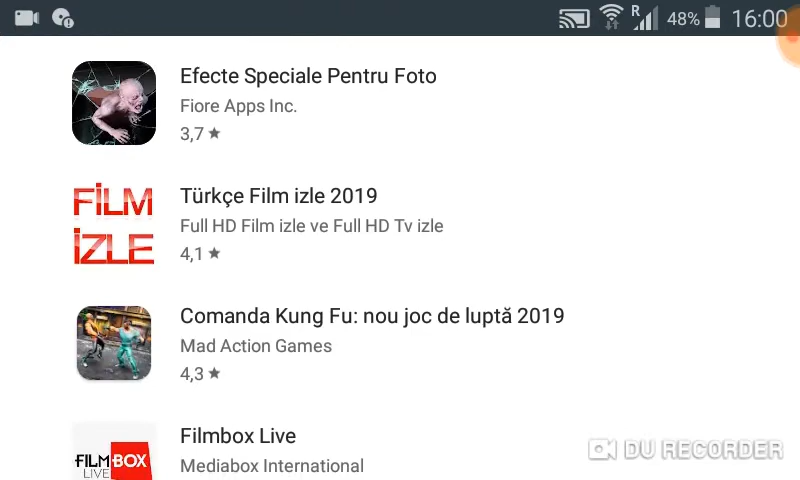 R 48% 16:00
Efecte Speciale Pentru Foto
Fiore Apps Inc.
3,7 ★
FİLM
İZLE
Türkçe Film izle 2019
Full HD Film izle ve Full HD Tv izle
4,1 ★
Comanda Kung Fu: nou joc de luptă 2019
Mad Action Games
4,3 ★
FILMBOX
LIVE
Filmbox Live
Mediabox International
DU RECORDER